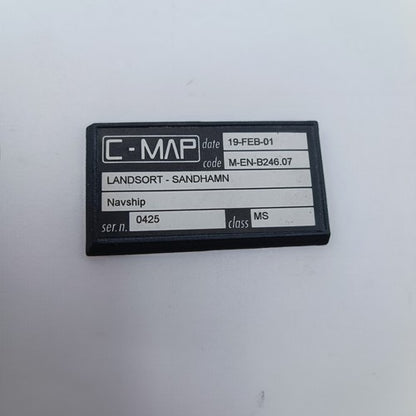 C-MAP date 19-FEB-01
code M-EN-B246.07
LANDSORT - SANDHAMN
Navship
ser. n. 0425 class MS